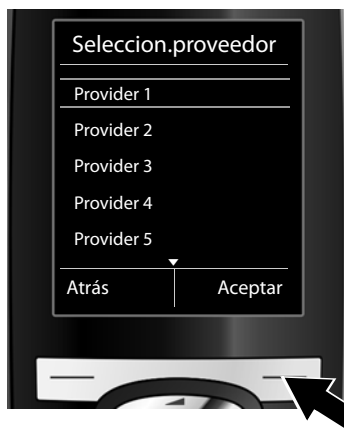 Seleccion.proveedor
Provider 1
Provider 2
Provider 3
Provider 4
Provider 5
Atrás Aceptar